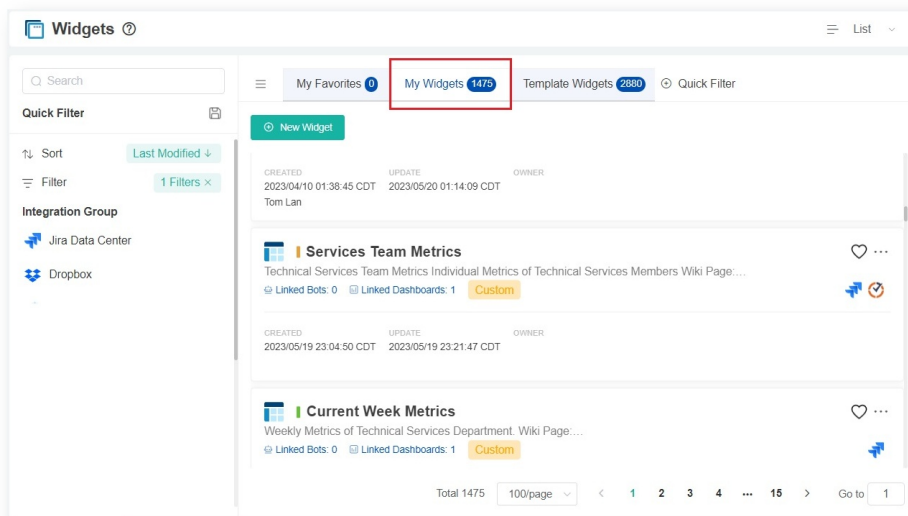 Widgets
List
Search
My Favorites 0 My Widgets 1475 Template Widgets 2880 Quick Filter
Quick Filter
New Widget
Sort Last Modified ↓
Filter 1 Filters ×
Integration Group
Jira Data Center
Dropbox
CREATED UPDATE OWNER
2023/04/10 01:38:45 CDT 2023/05/20 01:14:09 CDT
Tom Lan
Services Team Metrics
Technical Services Team Metrics Individual Metrics of Technical Services Members Wiki Page:...
Linked Bots: 0 Linked Dashboards: 1 Custom
CREATED UPDATE OWNER
2023/05/19 23:04:50 CDT 2023/05/19 23:21:47 CDT
Current Week Metrics
Weekly Metrics of Technical Services Department. Wiki Page:...
Linked Bots: 0 Linked Dashboards: 1 Custom
Total 1475 100/page < 1 2 3 4 ... 15 > Go to 1